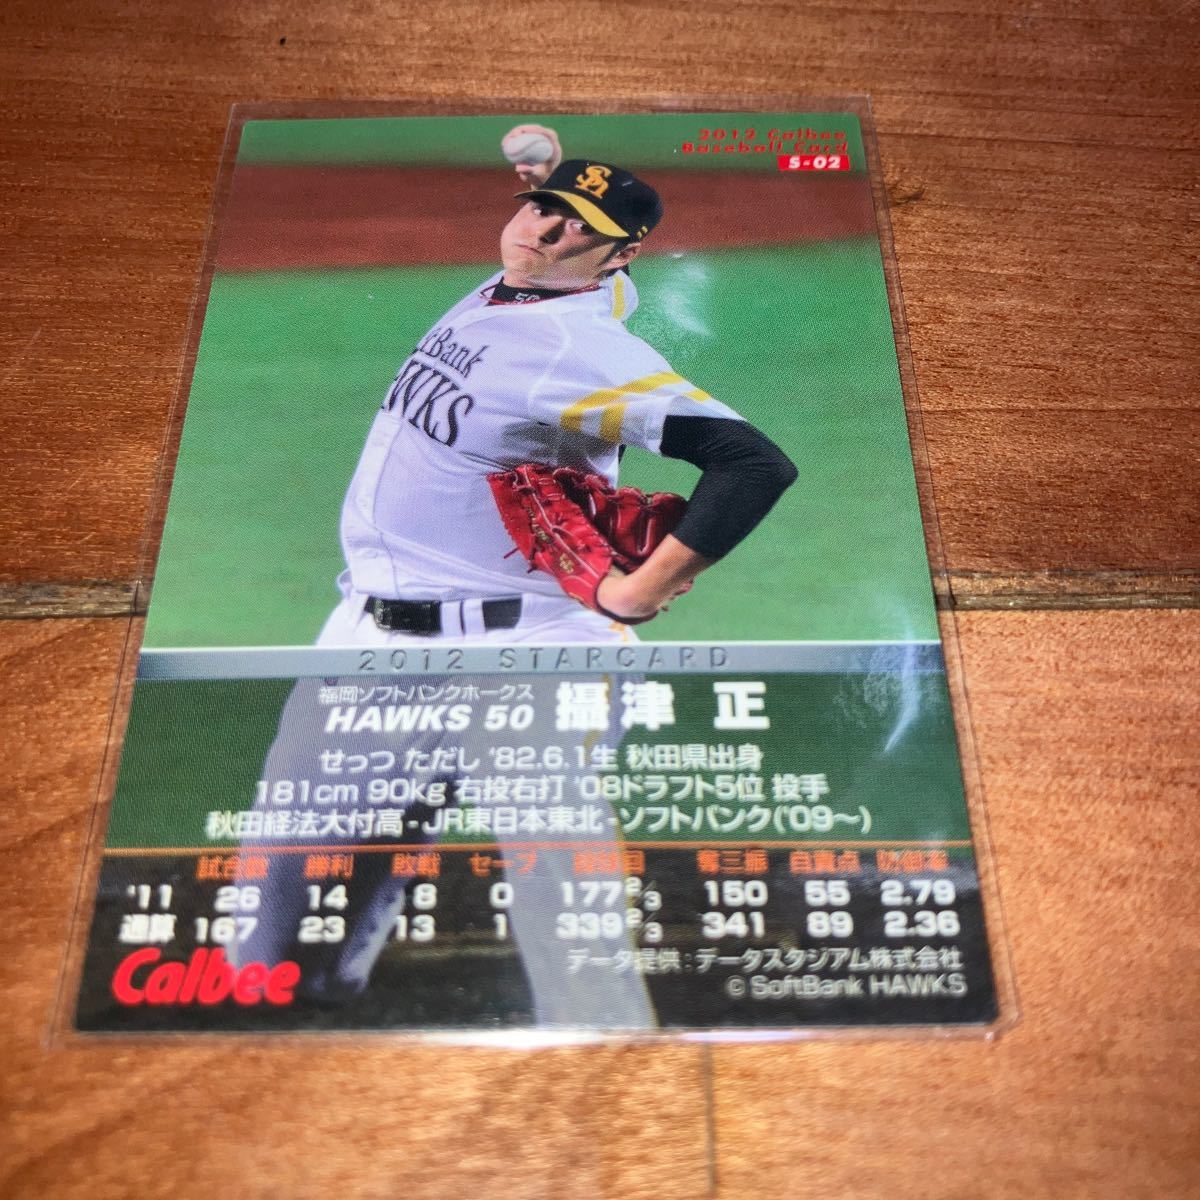 2012 Calbee
Baseball Card
S-02
50
SoftBank
HAWKS
2012 STARCARD
福岡ソフトバンクホークス
HAWKS 50 攝津 正
せっつ ただし '82.6.1生 秋田県出身
181cm 90kg 右投右打 '08ドラフト5位 投手
秋田経法大付高-JR東日本東北-ソフトバンク('09～)
試合数 勝利 敗戦 セーブ 投球回 奪三振 自責点 防御率
'11 26 14 8 0 177 2/3 150 55 2.79
通算 167 23 13 1 339 2/3 341 89 2.36
Calbee
データ提供：データスタジアム株式会社
© SoftBank HAWKS